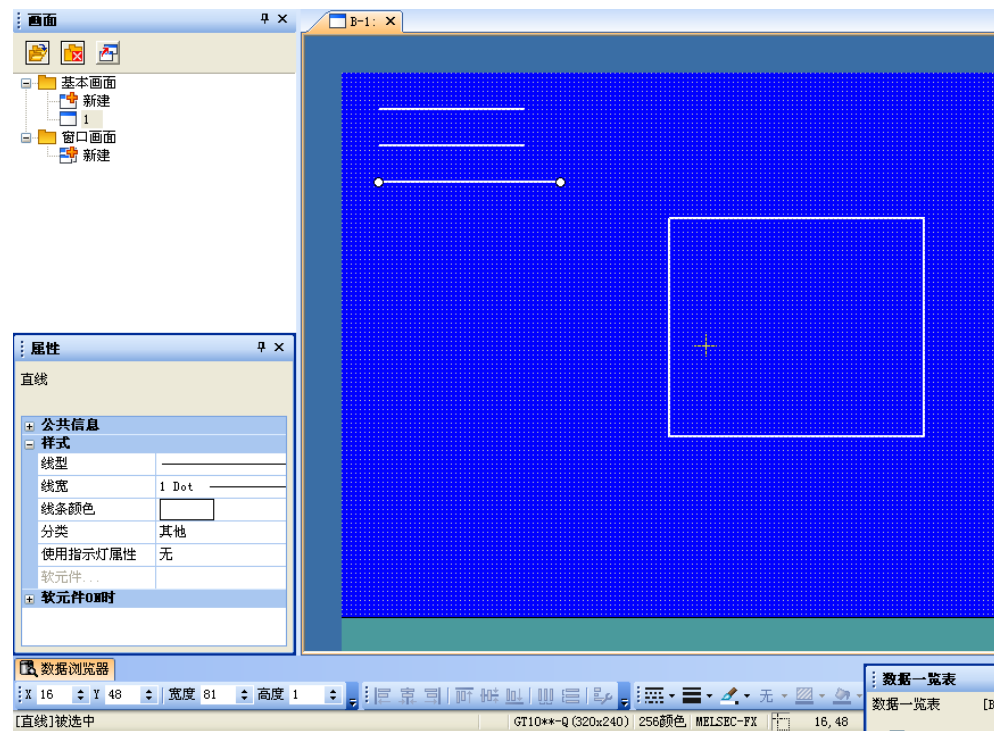 画面
B-1:
基本画面
新建
1
窗口画面
新建
属性
直线
公共信息
样式
线型
线宽 1 Dot
线条颜色
分类 其他
使用指示灯属性 无
软元件...
软元件ON时
数据浏览器
X 16 Y 48 宽度 81 高度 1
无
数据一览表
数据一览表 [B
[直线]被选中
GT10**-Q(320x240) 256颜色 MELSEC-FX 16,48